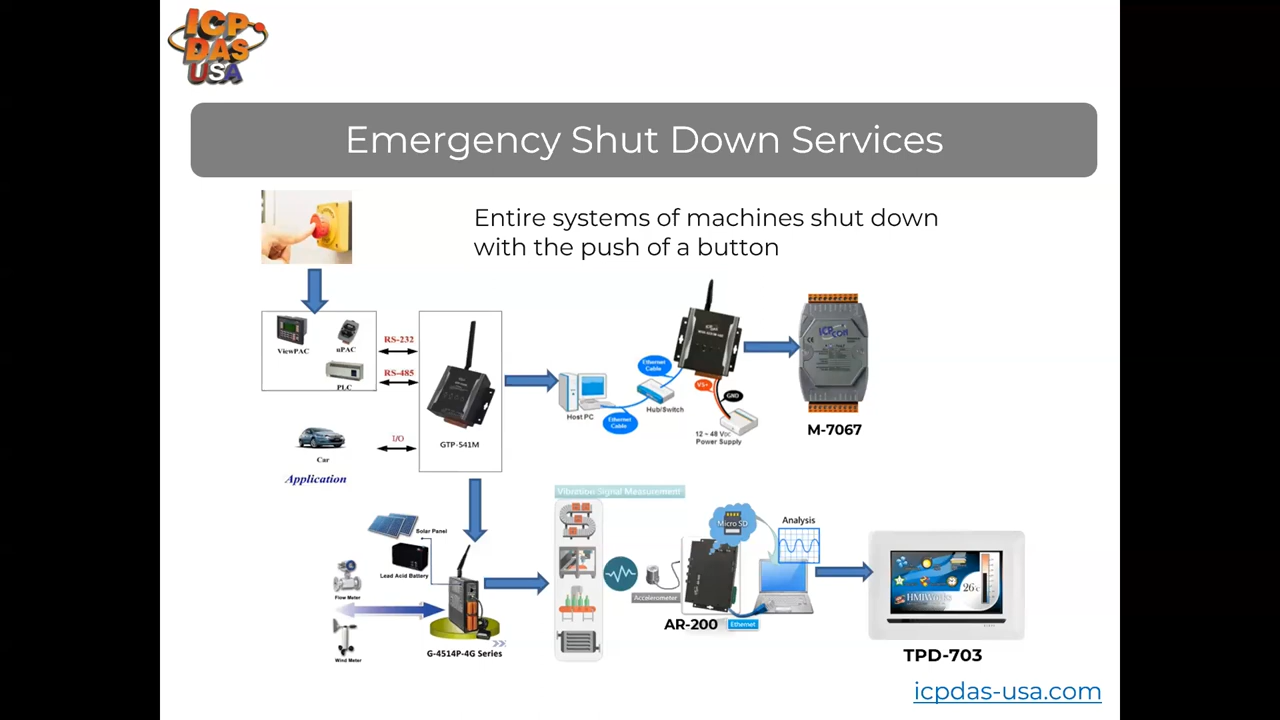 ICP
DAS
USA
Emergency Shut Down Services
Entire systems of machines shut down
with the push of a button
ViewPAC
uPAC
PLC
RS-232
RS-485
I/O
Car
Application
GTP-541M
Host PC
Ethernet
Cable
Ethernet
Cable
Hub/Switch
VS+
GND
12 ~ 48 VDC
Power Supply
M-7067
Solar Panel
Lead Acid Battery
Flow Meter
Wind Meter
G-4514P-4G Series
Vibration Signal Measurement
Accelerometer
Micro SD
AR-200
Ethernet
Analysis
HMIWorks
26°C
TPD-703
icpdas-usa.com